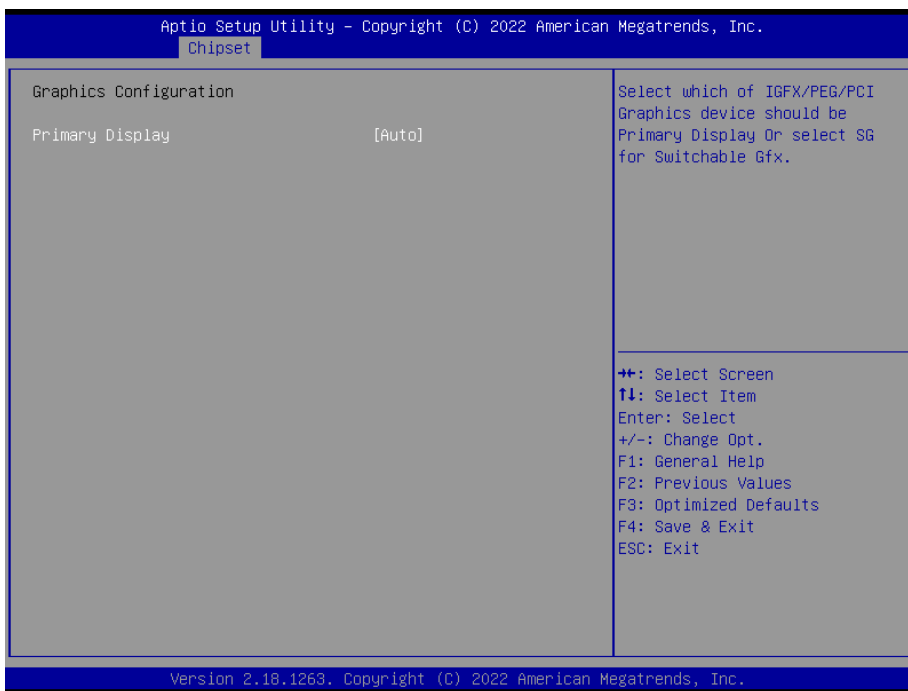 Aptio Setup Utility – Copyright (C) 2022 American Megatrends, Inc.
Chipset
Graphics Configuration
Primary Display [Auto]
Select which of IGFX/PEG/PCI
Graphics device should be
Primary Display Or select SG
for Switchable Gfx.
→←: Select Screen
↑↓: Select Item
Enter: Select
+/-: Change Opt.
F1: General Help
F2: Previous Values
F3: Optimized Defaults
F4: Save & Exit
ESC: Exit
Version 2.18.1263. Copyright (C) 2022 American Megatrends, Inc.